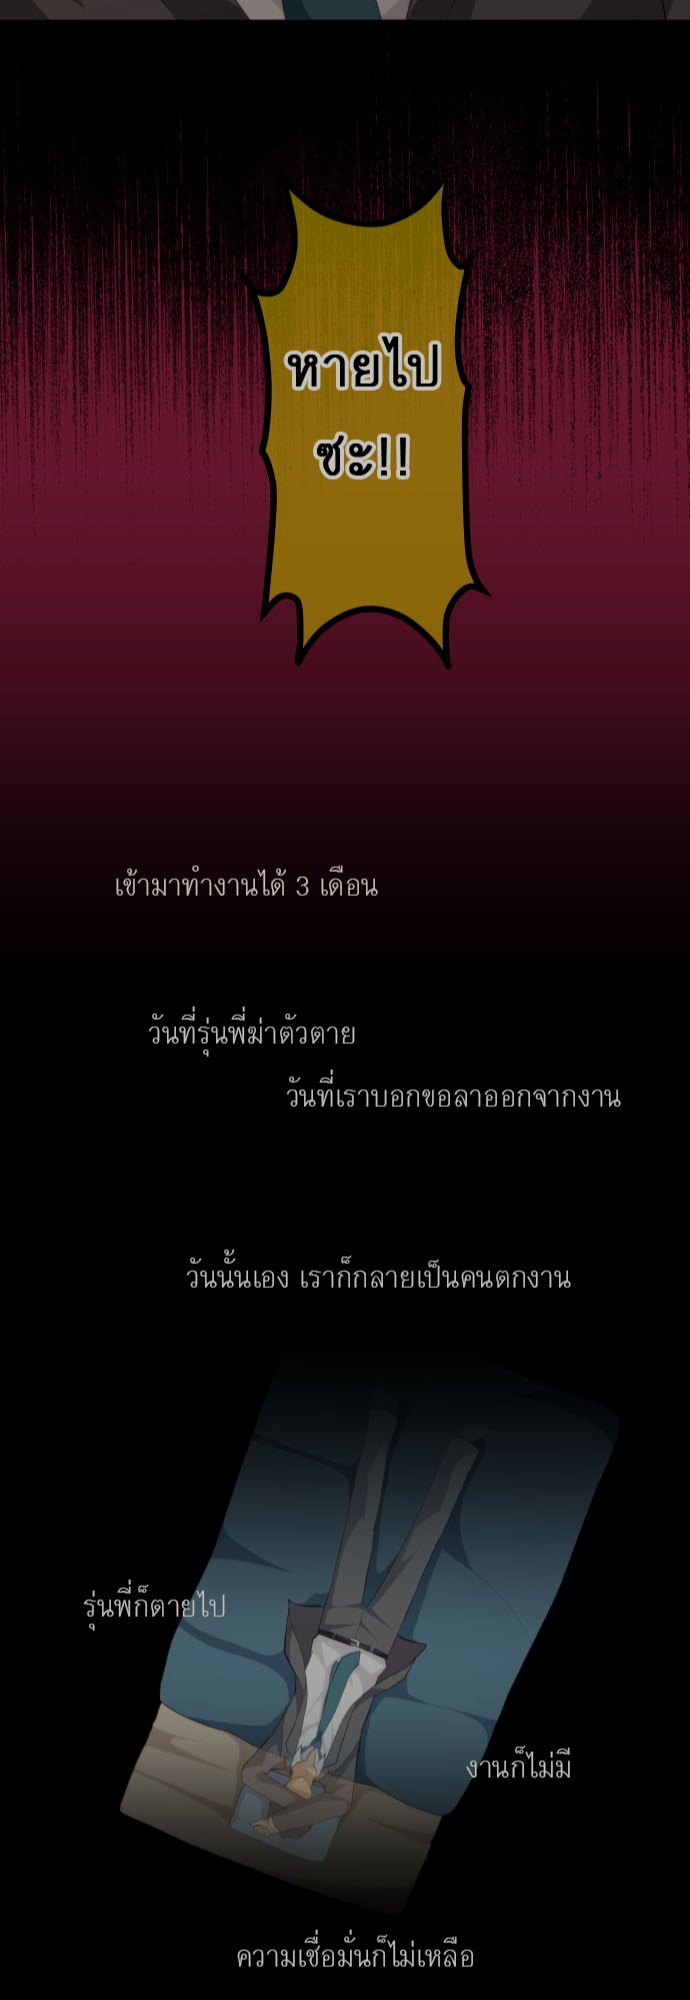 หายไป
ซะ!!
เข้ามาทำงานได้ 3 เดือน
วันที่รุ่นพี่ฆ่าตัวตาย
วันที่เราบอกขอลาออกจากงาน
วันนั้นเอง เราก็กลายเป็นคนตกงาน
รุ่นพี่ก็ตายไป
งานก็ไม่มี
ความเชื่อมั่นก็ไม่เหลือ